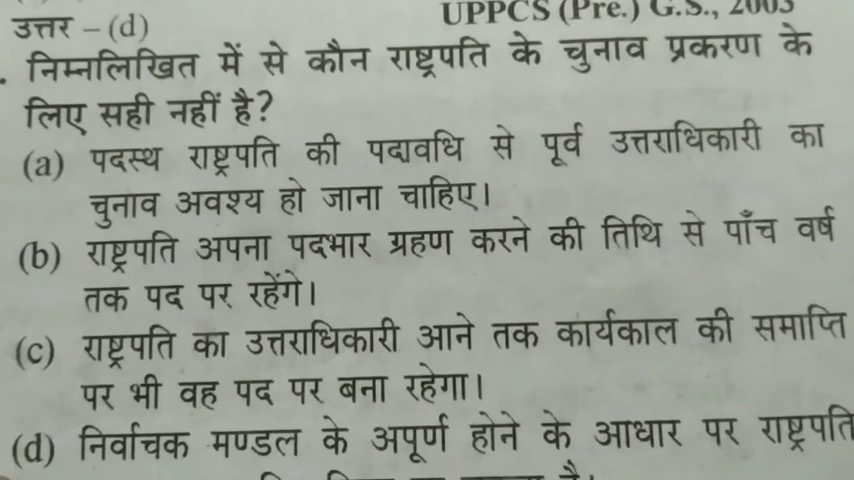 उत्तर – (d)
UPPCS (Pre.) G.S., 2003
. निम्नलिखित में से कौन राष्ट्रपति के चुनाव प्रकरण के
लिए सही नहीं है?
(a) पदस्थ राष्ट्रपति की पदावधि से पूर्व उत्तराधिकारी का
चुनाव अवश्य हो जाना चाहिए।
(b) राष्ट्रपति अपना पदभार ग्रहण करने की तिथि से पाँच वर्ष
तक पद पर रहेंगे।
(c) राष्ट्रपति का उत्तराधिकारी आने तक कार्यकाल की समाप्ति
पर भी वह पद पर बना रहेगा।
(d) निर्वाचक मण्डल के अपूर्ण होने के आधार पर राष्ट्रपति
है।